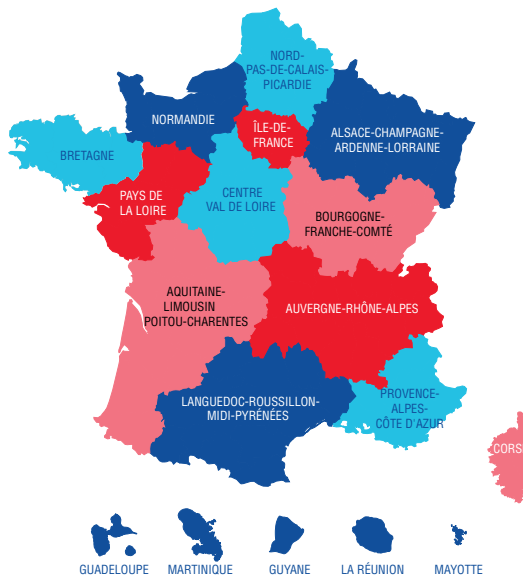 NORD-
PAS-DE-CALAIS-
PICARDIE
NORMANDIE
ÎLE-DE-
FRANCE
ALSACE-CHAMPAGNE-
ARDENNE-LORRAINE
BRETAGNE
PAYS DE
LA LOIRE
CENTRE
VAL DE LOIRE
BOURGOGNE-
FRANCHE-COMTÉ
AQUITAINE-
LIMOUSIN
POITOU-CHARENTES
AUVERGNE-RHÔNE-ALPES
LANGUEDOC-ROUSSILLON-
MIDI-PYRÉNÉES
PROVENCE-
ALPES-
CÔTE D'AZUR
CORS
GUADELOUPE
MARTINIQUE
GUYANE
LA RÉUNION
MAYOTTE